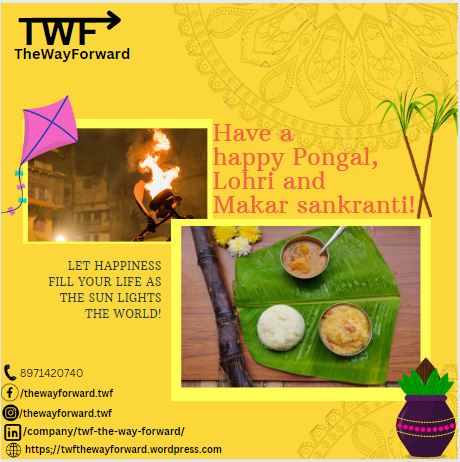 TWF
TheWayForward
Have a
happy Pongal,
Lohri and
Makar sankranti!
LET HAPPINESS
FILL YOUR LIFE AS
THE SUN LIGHTS
THE WORLD!
8971420740
/thewayforward.twf
/thewayforward.twf
/company/twf-the-way-forward/
https://twfthewayforward.wordpress.com